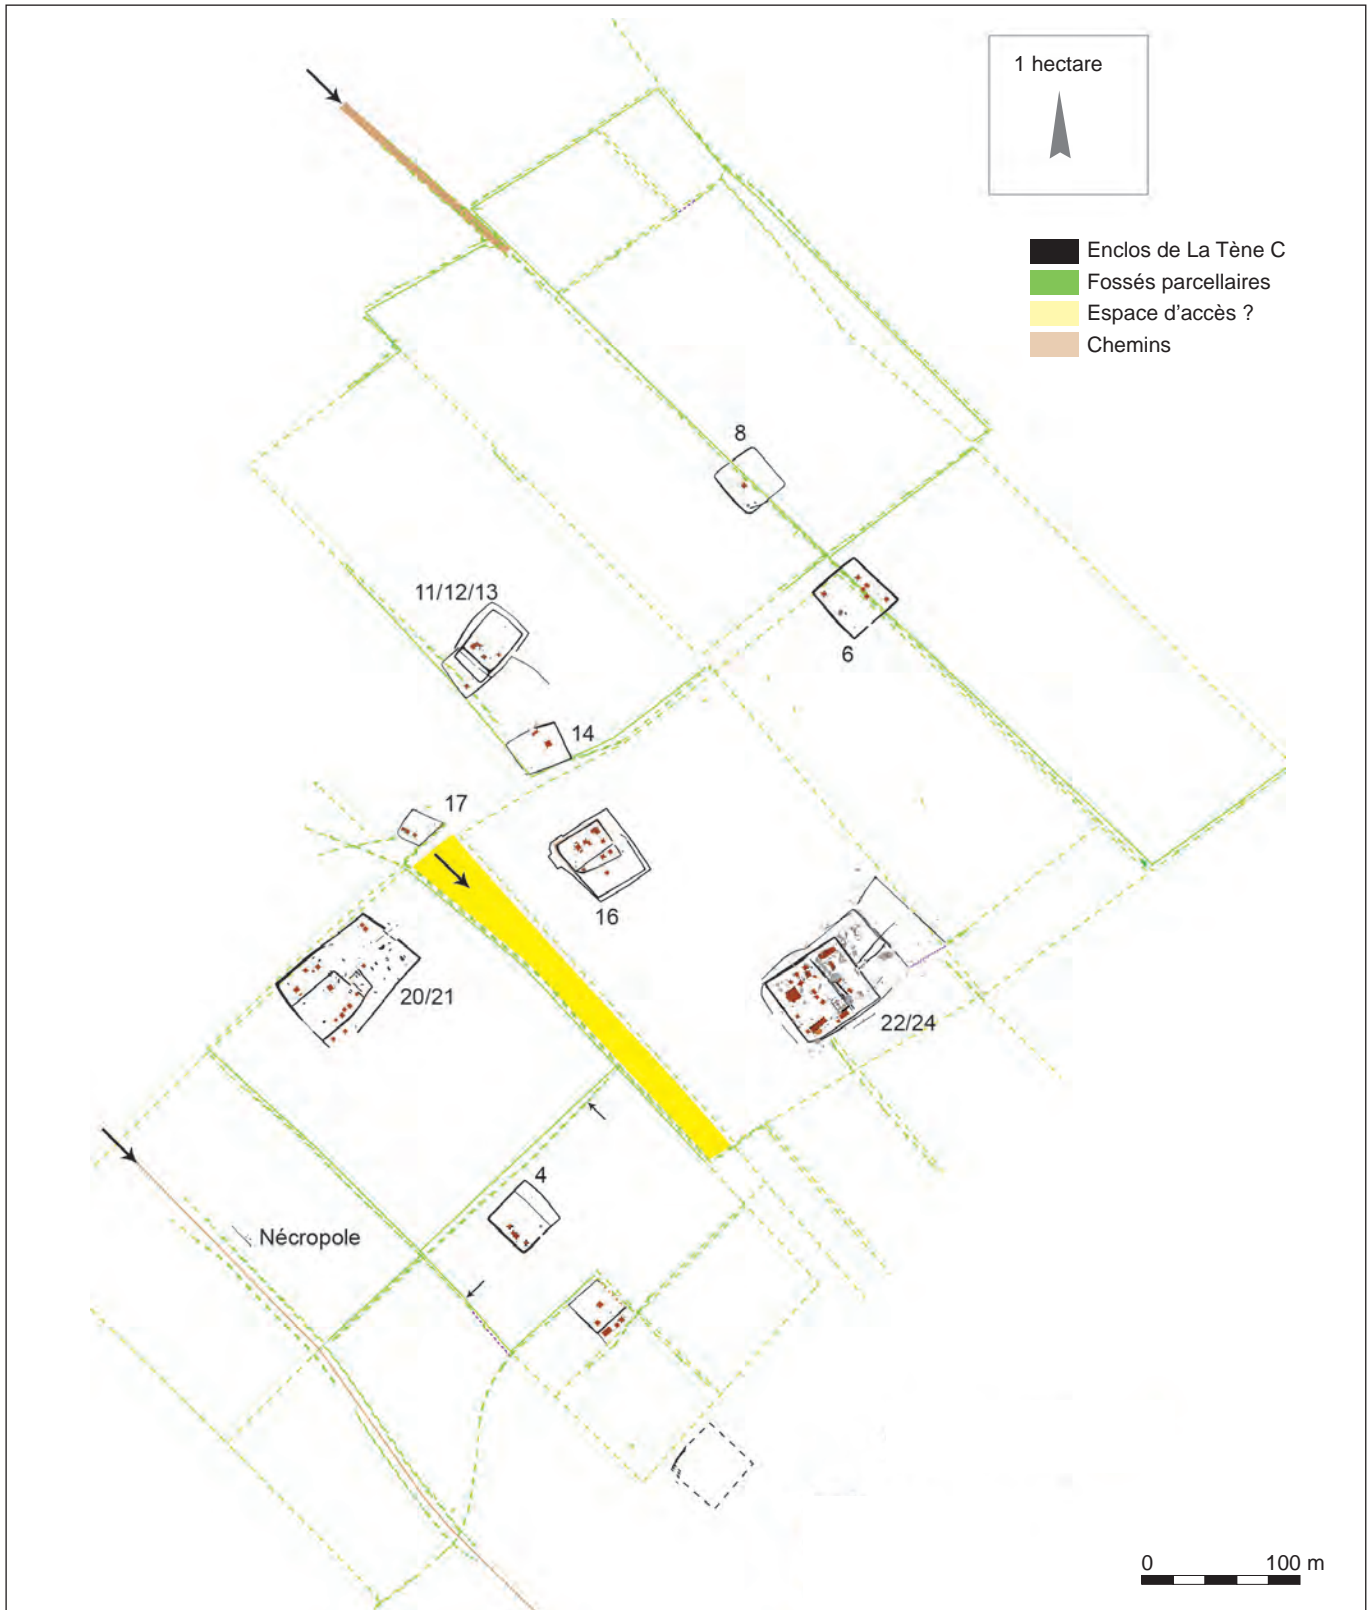 1 hectare
Enclos de La Tène C
Fossés parcellaires
Espace d'accès ?
Chemins
8
11/12/13
6
14
17
16
20/21
22/24
4
Nécropole
0 100 m